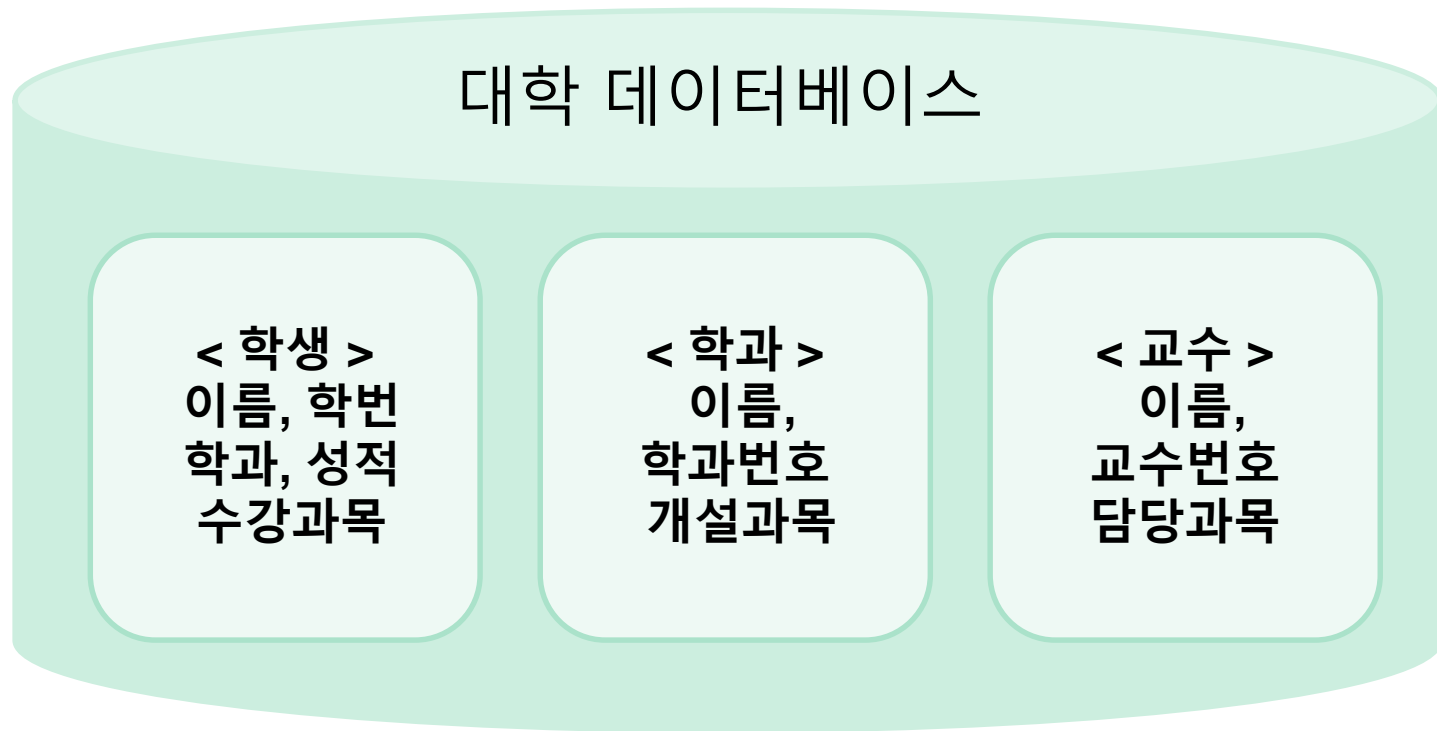 대학 데이터베이스
< 학생 >
이름, 학번
학과, 성적
수강과목
< 학과 >
이름,
학과번호
개설과목
< 교수 >
이름,
교수번호
담당과목